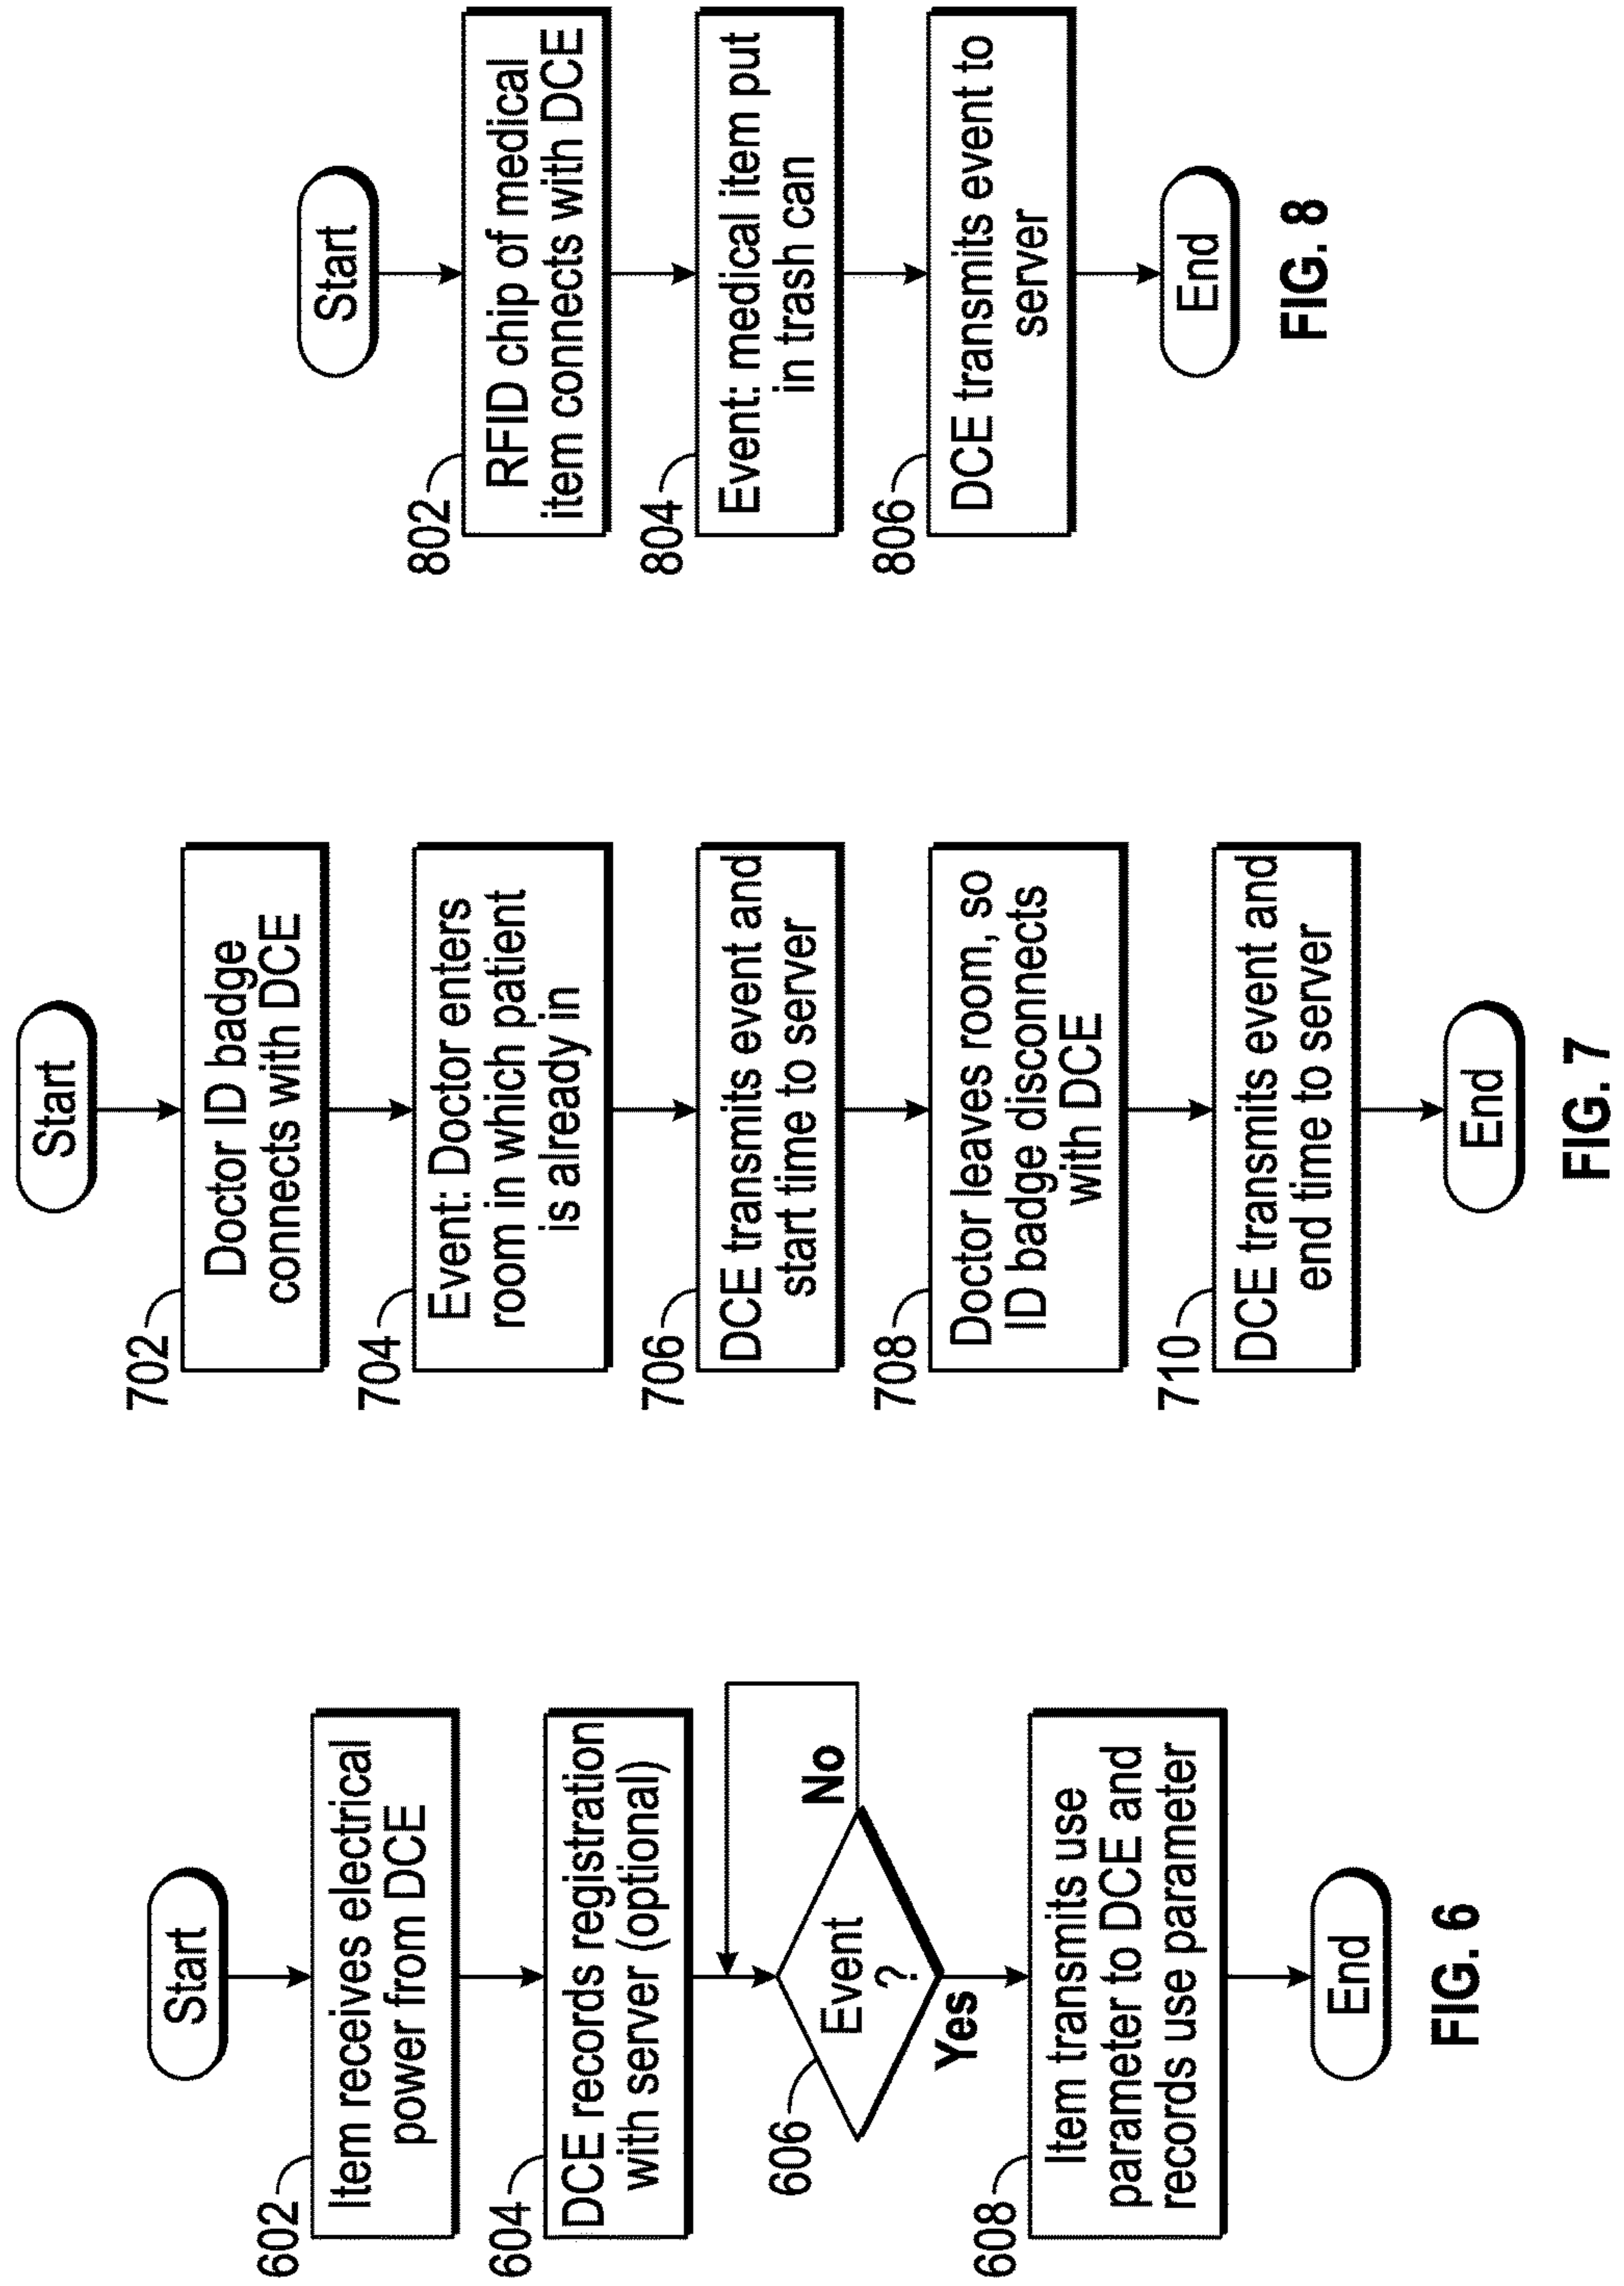 Start
602
Item receives electrical
power from DCE
604
DCE records registration
with server (optional)
606
Event
?
No
Yes
608
Item transmits use
parameter to DCE and
records use parameter
End
FIG. 6
Start
702
Doctor ID badge
connects with DCE
704
Event: Doctor enters
room in which patient
is already in
706
DCE transmits event and
start time to server
708
Doctor leaves room, so
ID badge disconnects
with DCE
710
DCE transmits event and
end time to server
End
FIG. 7
Start
802
RFID chip of medical
item connects with DCE
804
Event: medical item put
in trash can
806
DCE transmits event to
server
End
FIG. 8